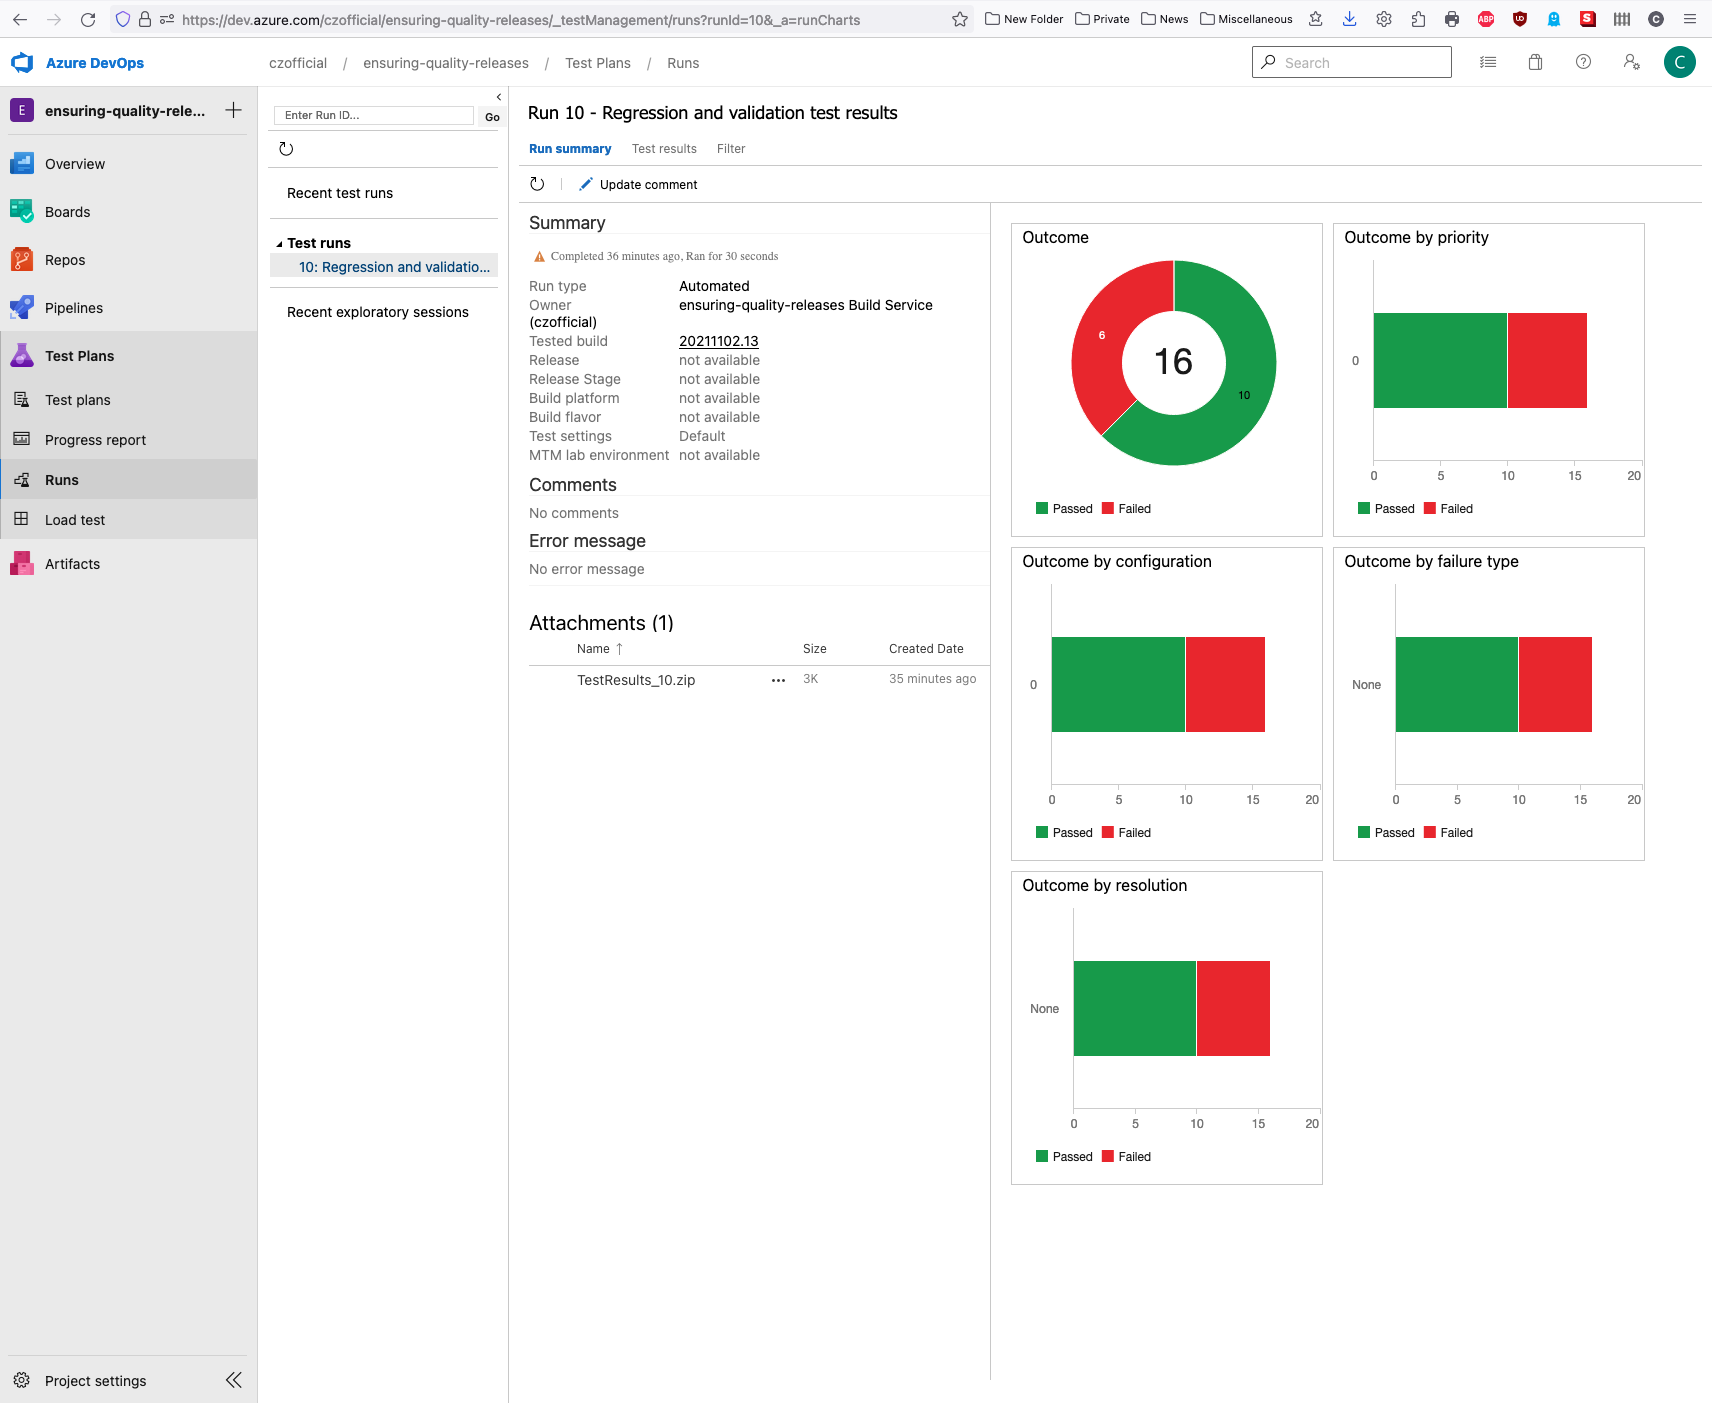 https://dev.azure.com/czofficial/ensuring-quality-releases/_testManagement/runs?runId=10&_a=runCharts
New Folder
Private
News
Miscellaneous
ABP
S
C
Azure DevOps
czofficial / ensuring-quality-releases / Test Plans / Runs
Search
C
E ensuring-quality-rele...
Overview
Boards
Repos
Pipelines
Test Plans
Test plans
Progress report
Runs
Load test
Artifacts
Project settings
Enter Run ID...
Go
Recent test runs
Test runs
10: Regression and validatio...
Recent exploratory sessions
Run 10 - Regression and validation test results
Run summary Test results Filter
Update comment
Summary
Completed 36 minutes ago, Ran for 30 seconds
Run type Automated
Owner ensuring-quality-releases Build Service
(czofficial)
Tested build 20211102.13
Release not available
Release Stage not available
Build platform not available
Build flavor not available
Test settings Default
MTM lab environment not available
Comments
No comments
Error message
No error message
Attachments (1)
Name ↑ Size Created Date
TestResults_10.zip ... 3K 35 minutes ago
Outcome
6
16
10
Passed Failed
Outcome by priority
0
0 5 10 15 20
Passed Failed
Outcome by configuration
0
0 5 10 15 20
Passed Failed
Outcome by failure type
None
0 5 10 15 20
Passed Failed
Outcome by resolution
None
0 5 10 15 20
Passed Failed